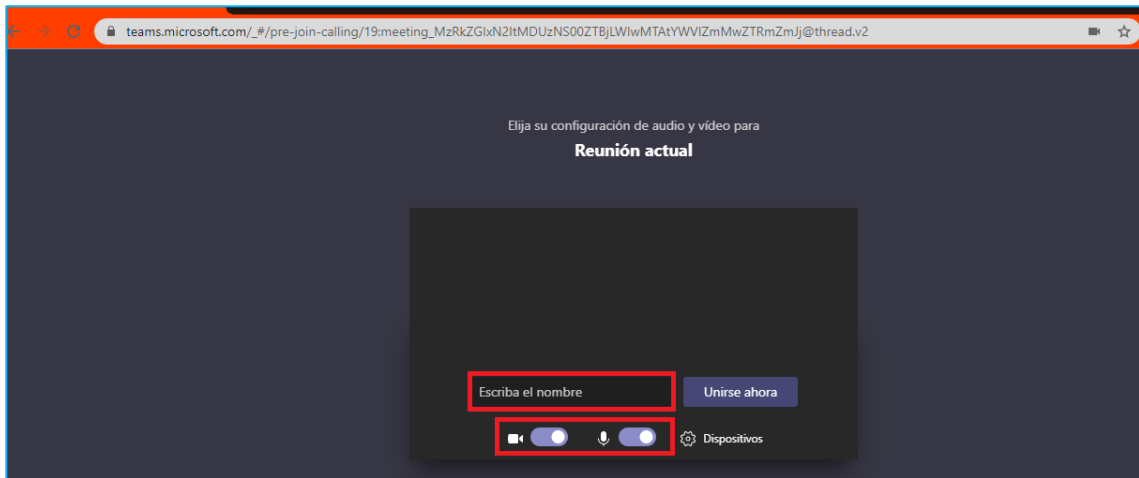 teams.microsoft.com/_#/pre-join-calling/19:meeting_MzRkZGIxN2ItMDUzNS00ZTBjLWIwMTAtYWVlZmMwZTRmZmJj@thread.v2
Elija su configuración de audio y vídeo para
Reunión actual
Escriba el nombre
Unirse ahora
Dispositivos